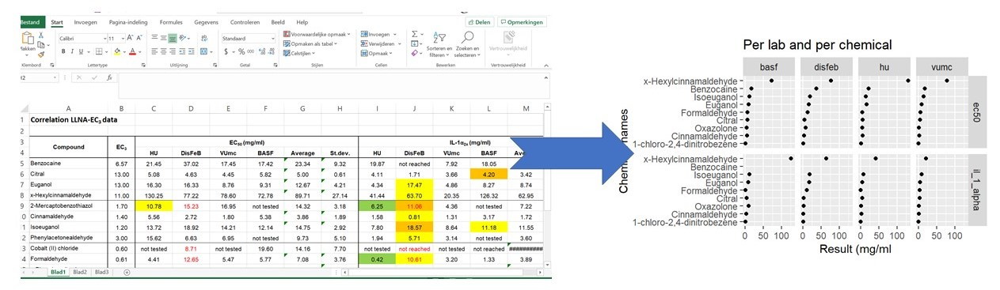 Bestand Start Invoegen Pagina-indeling Formules Gegevens Controleren Beeld Help Delen Opmerkingen
Calibri 11 A A Standaard Voorwaardelijke opmaak Invoegen
Plakken B I U A % 000 Opmaken als tabel Verwijderen Sorteren en Zoeken en Vertrouwelijkheid
Celstijlen Opmaak filteren selecteren
Klembord Lettertype Uitlijning Getal Stijlen Cellen Bewerken Vertrouwelijkheid
fx
A B C D E F G H I J K L M
1 Correlation LLNA-EC3 data
2
3 Compound EC3 EC50 (mg/ml) IL-1α2x (mg/ml)
4 HU DisFeB VUmc BASF Average St.dev. HU DisFeB VUmc BASF
5 Benzocaine 6.57 21.45 37.02 17.45 17.42 23.34 9.32 19.87 not reached 7.92 18.05
6 Citral 13.00 5.08 4.63 4.45 5.82 5.00 0.61 4.11 1.71 3.66 4.20 3.42
7 Euganol 13.00 16.30 16.33 8.76 9.31 12.67 4.21 4.34 17.47 4.86 8.27 8.74
8 x-Hexylcinnamaldehyde 11.00 130.25 77.22 78.60 72.78 89.71 27.14 41.44 63.70 20.35 126.32 62.95
9 2-Mercaptobenzothiazol 1.70 10.78 15.23 16.95 not tested 14.32 3.18 6.25 11.06 4.36 not tested 7.22
0 Cinnamaldehyde 1.40 5.56 2.72 1.80 5.38 3.86 1.89 1.58 0.81 1.31 3.17 1.72
1 Isoeuganol 1.20 13.72 18.92 14.21 12.14 14.75 2.92 7.80 18.57 8.64 11.18 11.55
2 Phenylacetonealdehyde 3.00 15.62 6.63 6.95 not tested 9.73 5.10 1.94 5.71 3.14 not tested 3.60
3 Cobalt (II) chloride 0.60 not tested 8.71 not tested 19.60 14.16 7.70 not tested not reached not tested not reached ##########
4 Formaldehyde 0.61 4.41 12.65 5.47 5.77 7.08 3.76 0.42 10.61 3.20 1.33 3.89
Blad1 Blad2 Blad3
Per lab and per chemical
basf disfeb hu vumc
x-Hexylcinnamaldehyde
Benzocaine
Isoeuganol
Euganol
Formaldehyde
Citral
Oxazolone
Cinnamaldehyde
1-chloro-2,4-dinitrobezene
ec50
x-Hexylcinnamaldehyde
Benzocaine
Isoeuganol
Euganol
Formaldehyde
Citral
Oxazolone
Cinnamaldehyde
1-chloro-2,4-dinitrobezene
il_1_alpha
names
0 50 100 0 50 100 0 50 100 0 50 100
Result (mg/ml